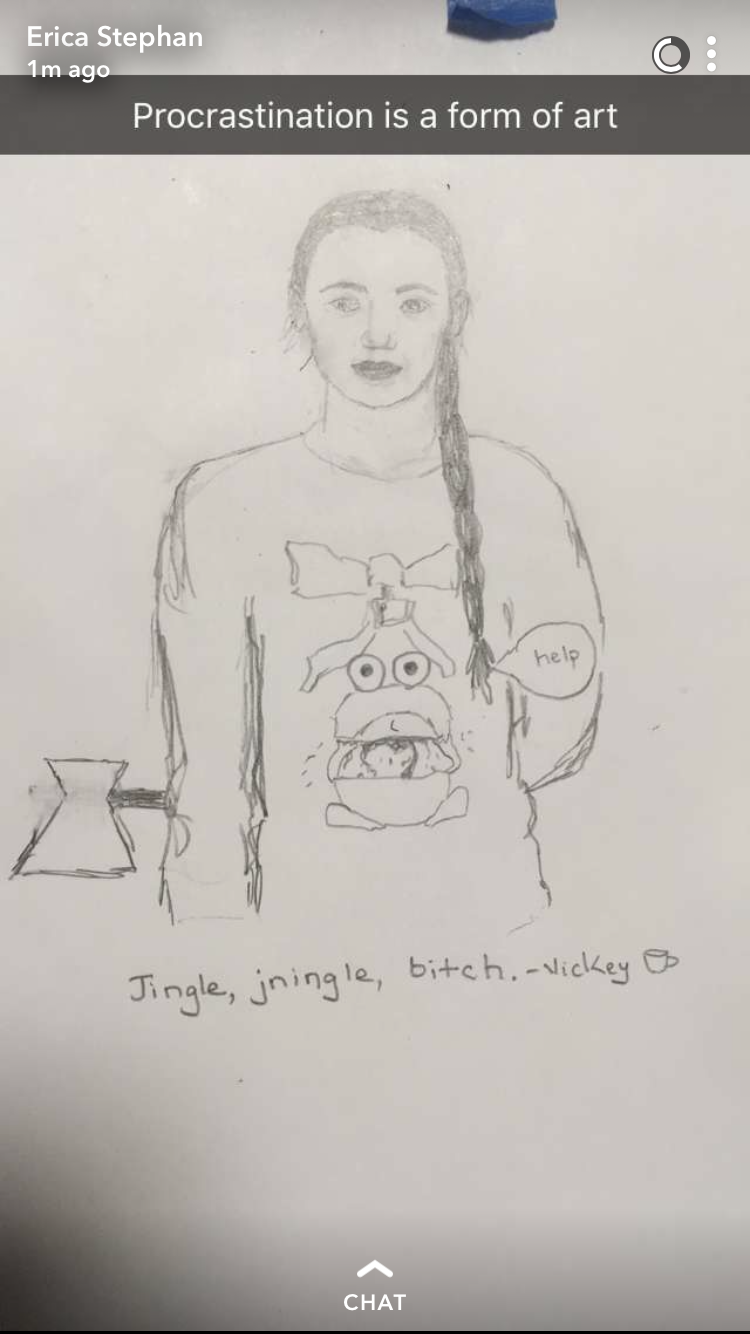 Erica Stephan
1m ago
Procrastination is a form of art
help
Jingle, jningle, bitch.-Vickey
CHAT